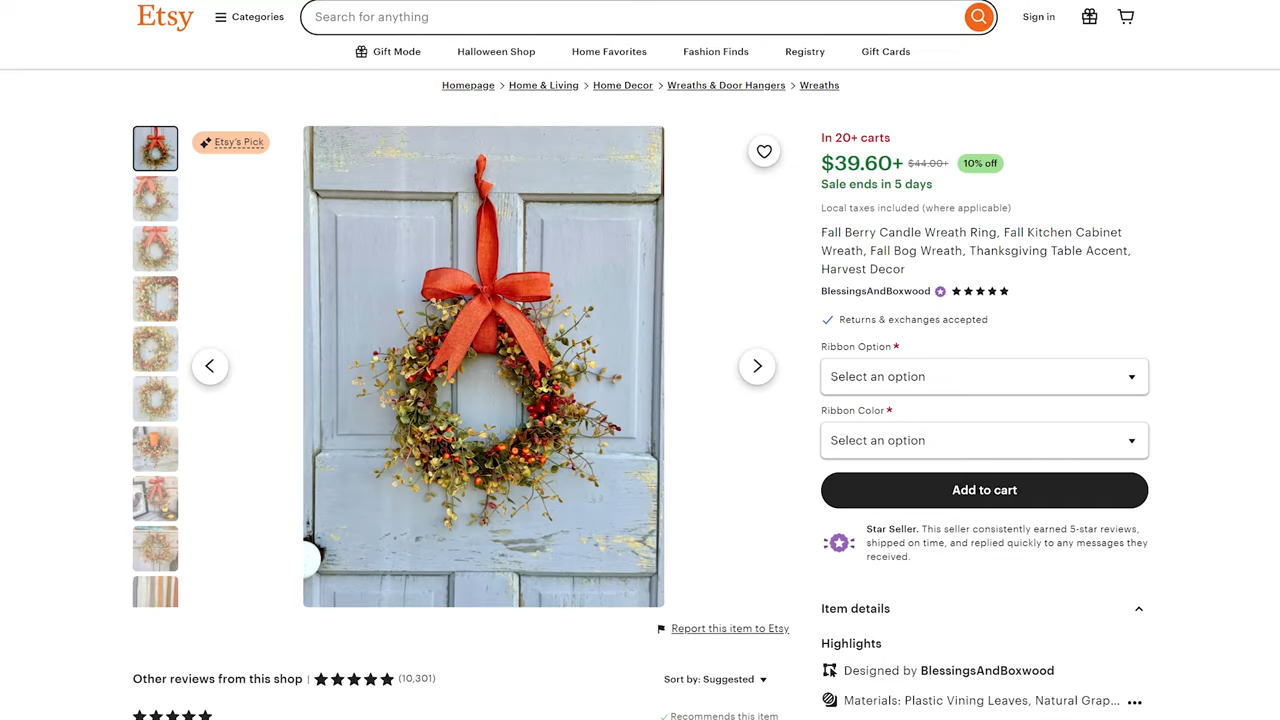 Etsy
Categories
Search for anything
Sign in
Gift Mode
Halloween Shop
Home Favorites
Fashion Finds
Registry
Gift Cards
Homepage > Home & Living > Home Decor > Wreaths & Door Hangers > Wreaths
Etsy's Pick
In 20+ carts
$39.60+ $44.00+ 10% off
Sale ends in 5 days
Local taxes included (where applicable)
Fall Berry Candle Wreath Ring, Fall Kitchen Cabinet
Wreath, Fall Bog Wreath, Thanksgiving Table Accent,
Harvest Decor
BlessingsAndBoxwood
Returns & exchanges accepted
Ribbon Option *
Select an option
Ribbon Color *
Select an option
Add to cart
Star Seller. This seller consistently earned 5-star reviews,
shipped on time, and replied quickly to any messages they
received.
Item details
Highlights
Designed by BlessingsAndBoxwood
Materials: Plastic Vining Leaves, Natural Grap...
Report this item to Etsy
Other reviews from this shop | (10,301)
Sort by: Suggested
Recommends this item